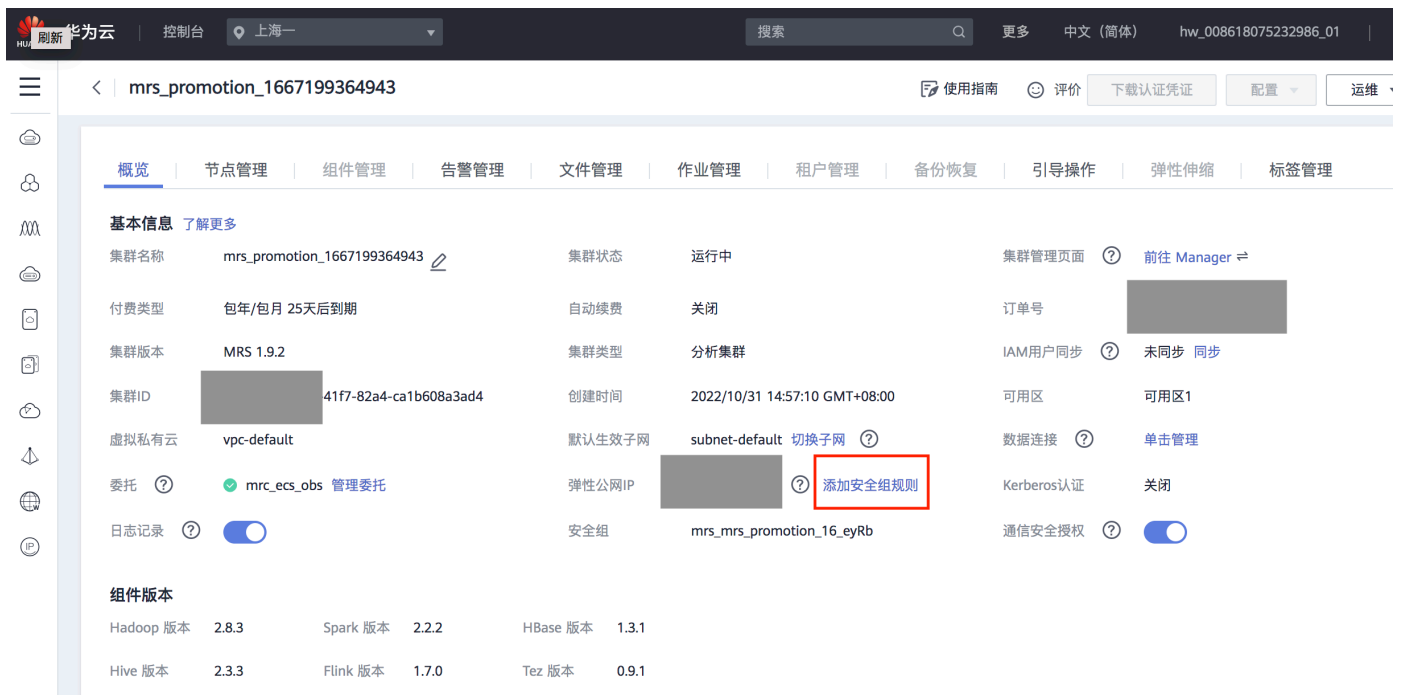 HUA 刷新 华为云 控制台 上海一 搜索 更多 中文（简体） hw_008618075232986_01
mrs_promotion_1667199364943 使用指南 评价 下载认证凭证 配置 运维
概览 节点管理 组件管理 告警管理 文件管理 作业管理 租户管理 备份恢复 引导操作 弹性伸缩 标签管理
基本信息 了解更多
集群名称 mrs_promotion_1667199364943 集群状态 运行中 集群管理页面 ? 前往 Manager
付费类型 包年/包月 25天后到期 自动续费 关闭 订单号
集群版本 MRS 1.9.2 集群类型 分析集群 IAM用户同步 ? 未同步 同步
集群ID 41f7-82a4-ca1b608a3ad4 创建时间 2022/10/31 14:57:10 GMT+08:00 可用区 可用区1
虚拟私有云 vpc-default 默认生效子网 subnet-default 切换子网 ? 数据连接 ? 单击管理
委托 ? mrc_ecs_obs 管理委托 弹性公网IP ? 添加安全组规则 Kerberos认证 关闭
日志记录 ? 安全组 mrs_mrs_promotion_16_eyRb 通信安全授权 ?
组件版本
Hadoop 版本 2.8.3 Spark 版本 2.2.2 HBase 版本 1.3.1
Hive 版本 2.3.3 Flink 版本 1.7.0 Tez 版本 0.9.1